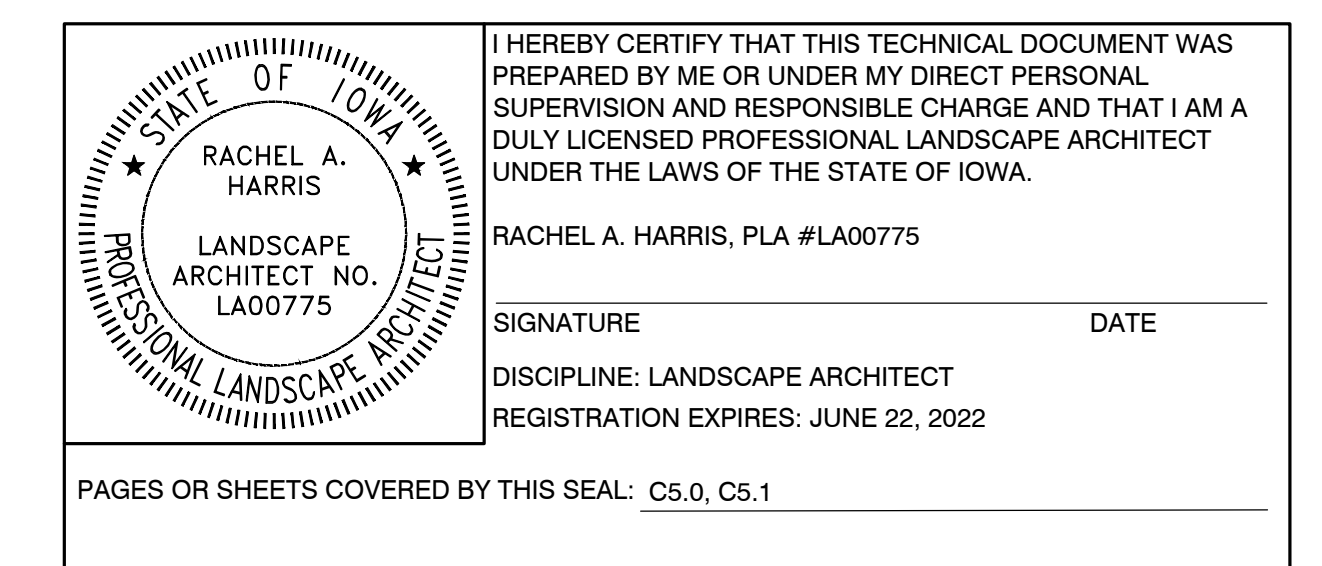 STATE OF IOWA
RACHEL A.
HARRIS
LANDSCAPE
ARCHITECT NO.
LA00775
PROFESSIONAL LANDSCAPE ARCHITECT
I HEREBY CERTIFY THAT THIS TECHNICAL DOCUMENT WAS
PREPARED BY ME OR UNDER MY DIRECT PERSONAL
SUPERVISION AND RESPONSIBLE CHARGE AND THAT I AM A
DULY LICENSED PROFESSIONAL LANDSCAPE ARCHITECT
UNDER THE LAWS OF THE STATE OF IOWA.
RACHEL A. HARRIS, PLA #LA00775
SIGNATURE DATE
DISCIPLINE: LANDSCAPE ARCHITECT
REGISTRATION EXPIRES: JUNE 22, 2022
PAGES OR SHEETS COVERED BY THIS SEAL: C5.0, C5.1